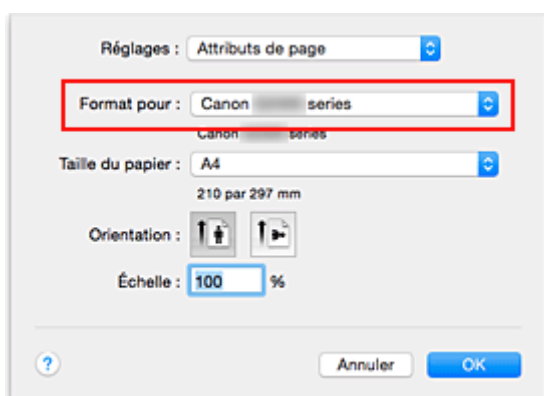 Réglages : Attributs de page
Format pour : Canon series
Canon series
Taille du papier : A4
210 par 297 mm
Orientation :
Échelle : 100 %
? Annuler OK